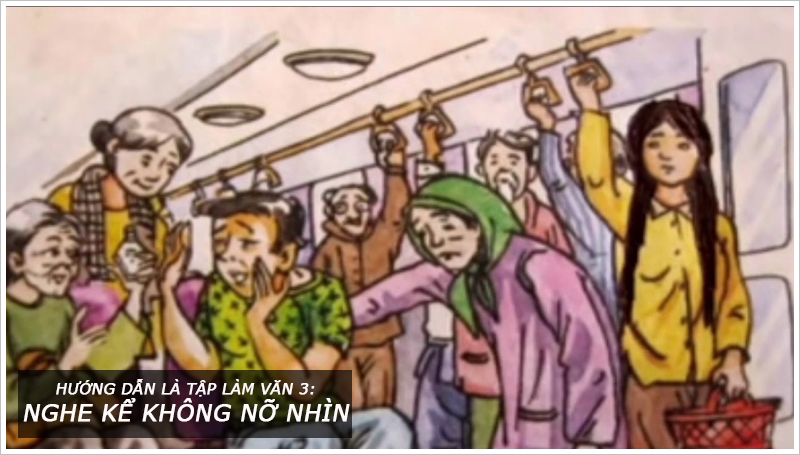 HƯỚNG DẪN LÀ TẬP LÀM VĂN 3:
NGHE KỂ KHÔNG NỠ NHÌN